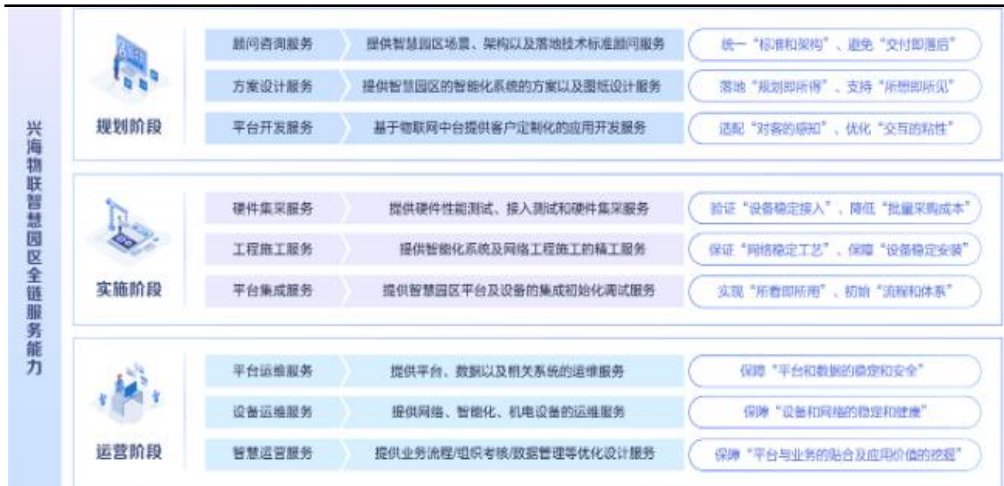 兴海物联智慧园区全链服务能力
规划阶段
顾问咨询服务 提供智慧园区场景、架构以及落地技术标准顾问服务 统一“标准和架构”、避免“交付即落后”
方案设计服务 提供智慧园区的智能化系统的方案以及图纸设计服务 落地“规划即所得”、支持“所想即所见”
平台开发服务 基于物联网中台提供客户定制化的应用开发服务 适配“对客的感知”、优化“交互的粘性”
实施阶段
硬件集采服务 提供硬件性能测试、接入测试和硬件集采服务 验证“设备稳定接入”、降低“批量采购成本”
工程施工服务 提供智能化系统及网络工程施工的精工服务 保证“网络稳定工艺”、保障“设备稳定安装”
平台集成服务 提供智慧园区平台及设备的集成初始化调试服务 实现“所看即所用”、初始“流程和体系”
运营阶段
平台运维服务 提供平台、数据以及相关系统的运维服务 保障“平台和数据的稳定和安全”
设备运维服务 提供网络、智能化、机电设备的运维服务 保障“设备和网络的稳定和健康”
智慧运营服务 提供业务流程/组织考核/数据管理等优化设计服务 保障“平台与业务的贴合及应用价值的挖掘”